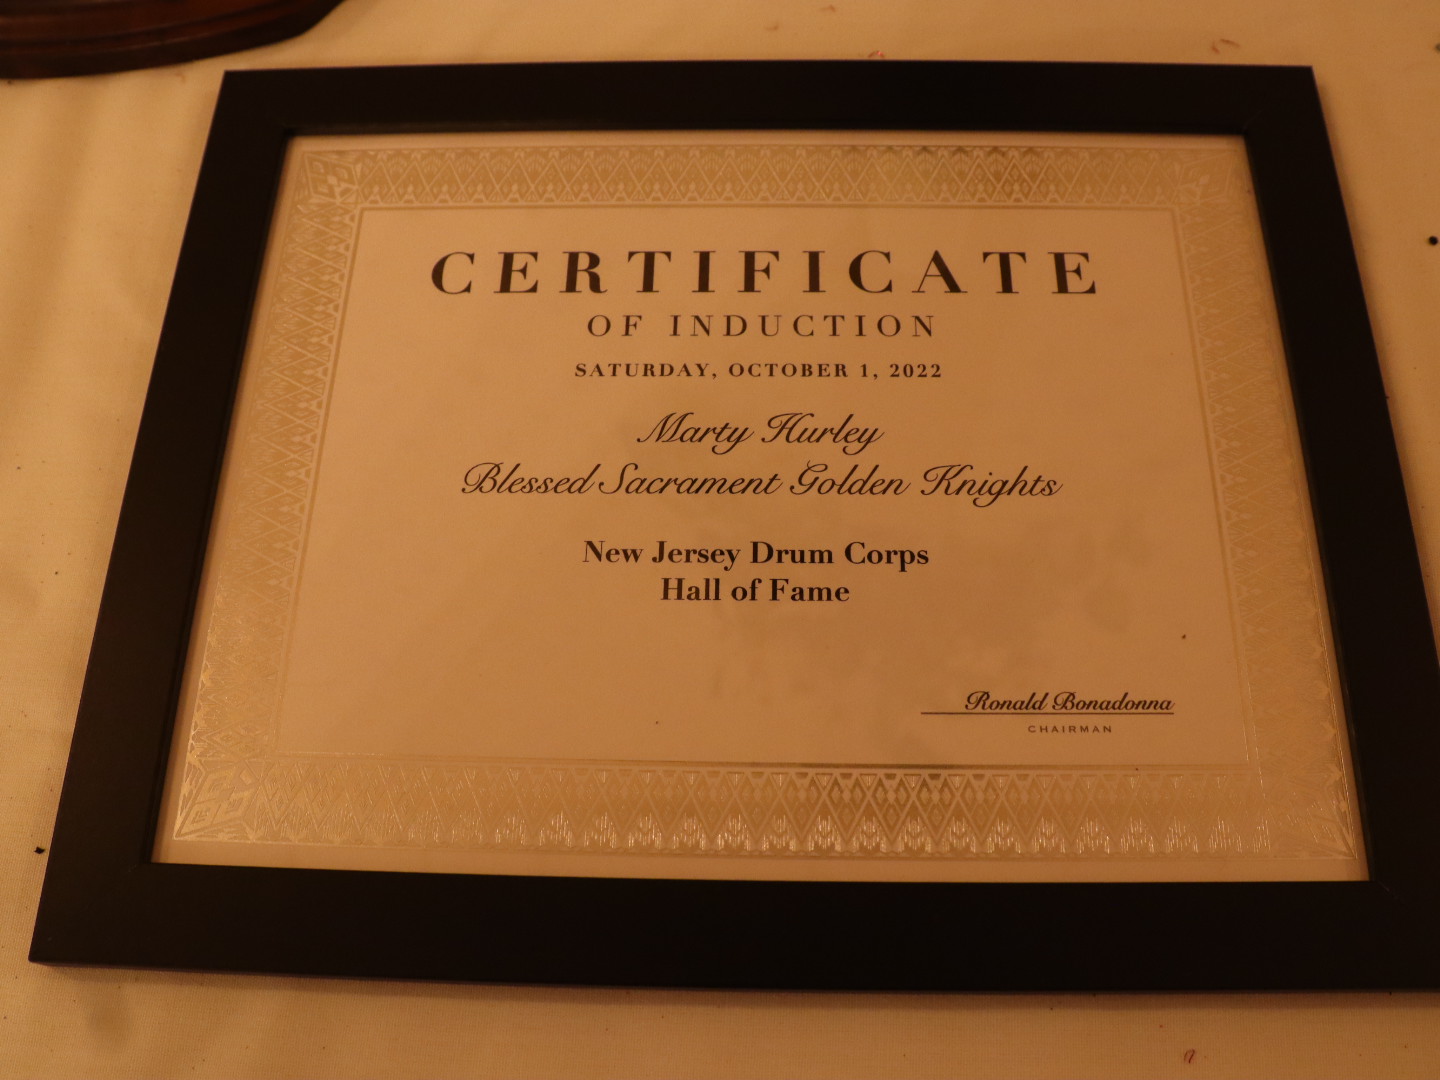 CERTIFICATE
OF INDUCTION
SATURDAY, OCTOBER 1, 2022
Marty Hurley
Blessed Sacrament Golden Knights
New Jersey Drum Corps
Hall of Fame
Ronald Bonadonna
CHAIRMAN